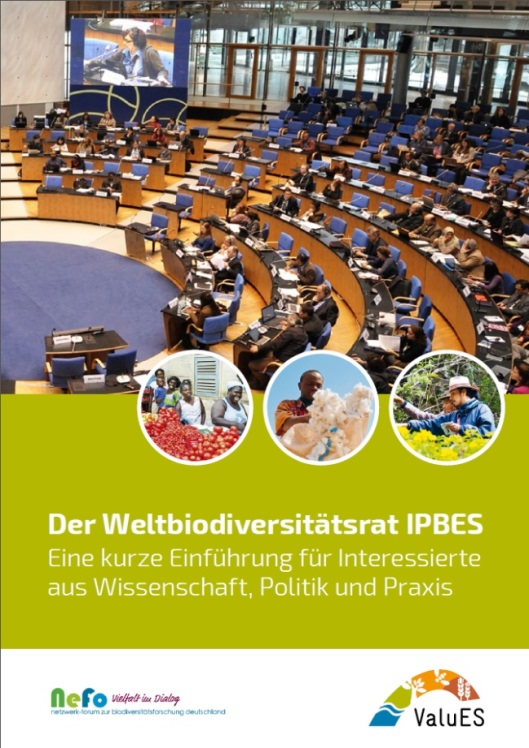 Der Weltbiodiversitätsrat IPBES
Eine kurze Einführung für Interessierte
aus Wissenschaft, Politik und Praxis
NeFo Vielfalt im Dialog
netzwerk-forum zur biodiversitätsforschung deutschland
ValuES